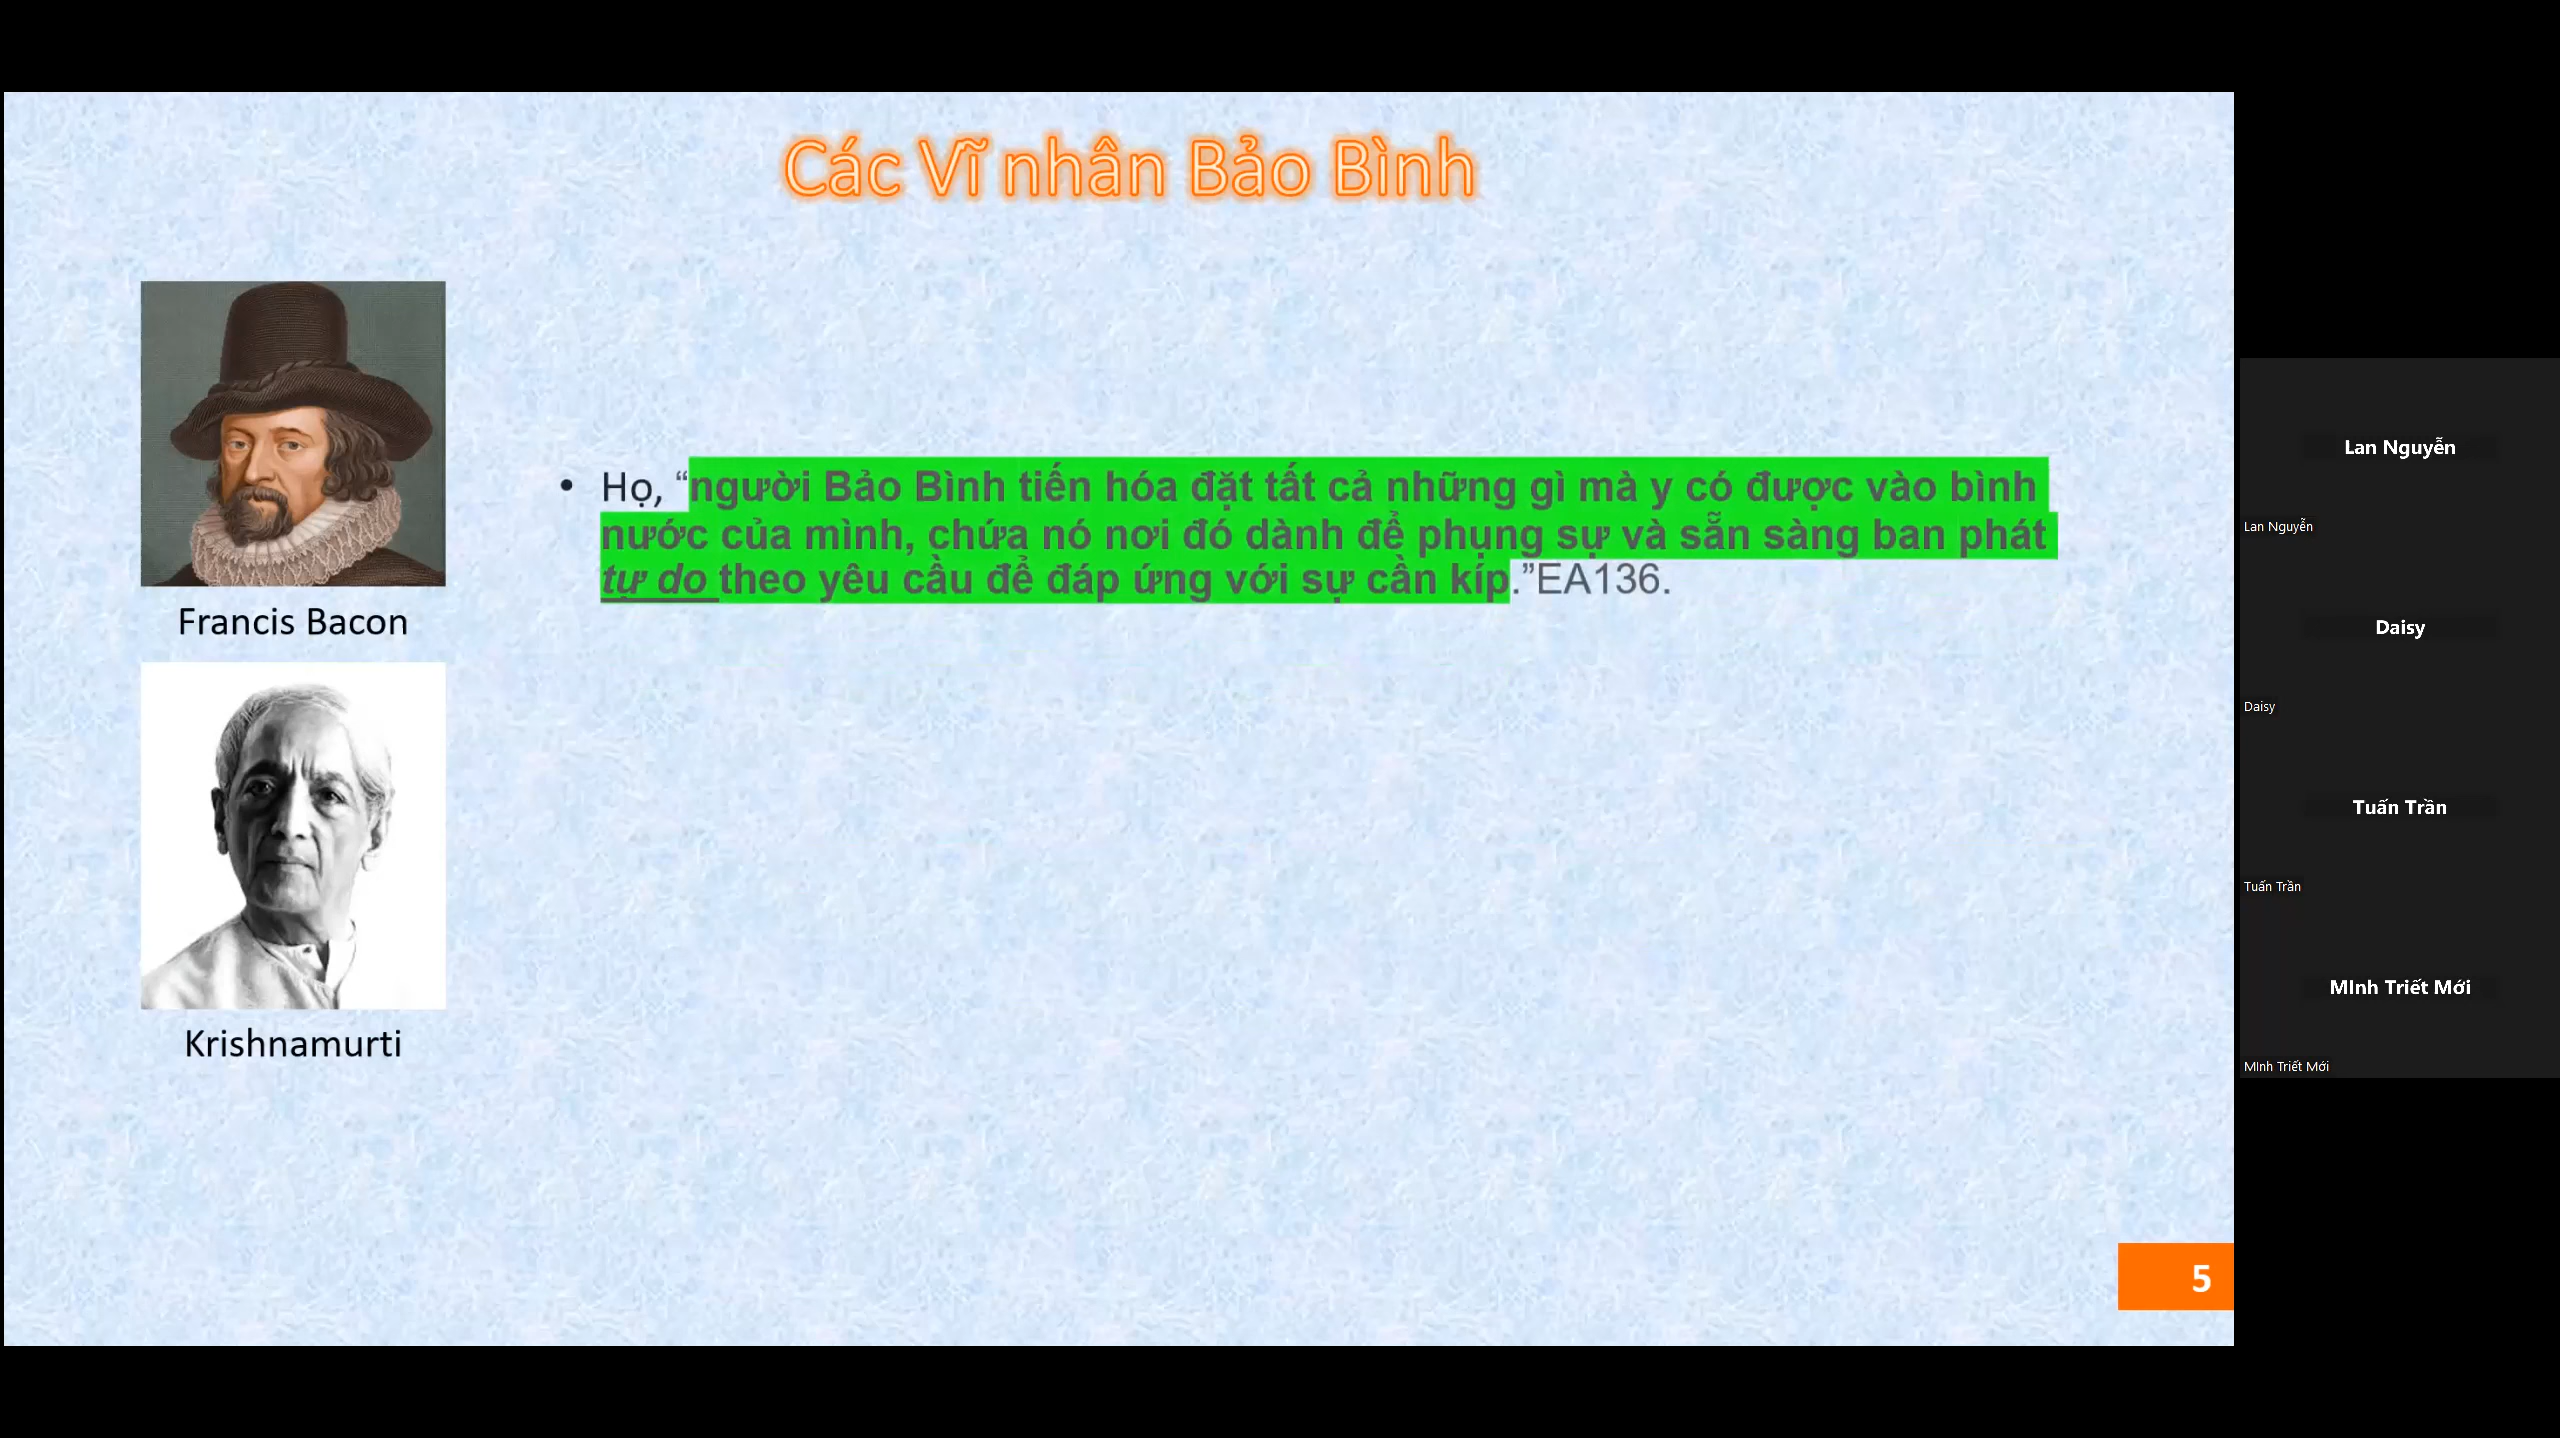 Các Vĩ nhân Bảo Bình
• Họ, “người Bảo Bình tiến hóa đặt tất cả những gì mà y có được vào bình
nước của mình, chứa nó nơi đó dành để phụng sự và sẵn sàng ban phát
tự do theo yêu cầu để đáp ứng với sự cần kíp.”EA136.
Francis Bacon
Krishnamurti
5
Lan Nguyễn
Lan Nguyễn
Daisy
Daisy
Tuấn Trần
Tuấn Trần
MInh Triết Mới
MInh Triết Mới